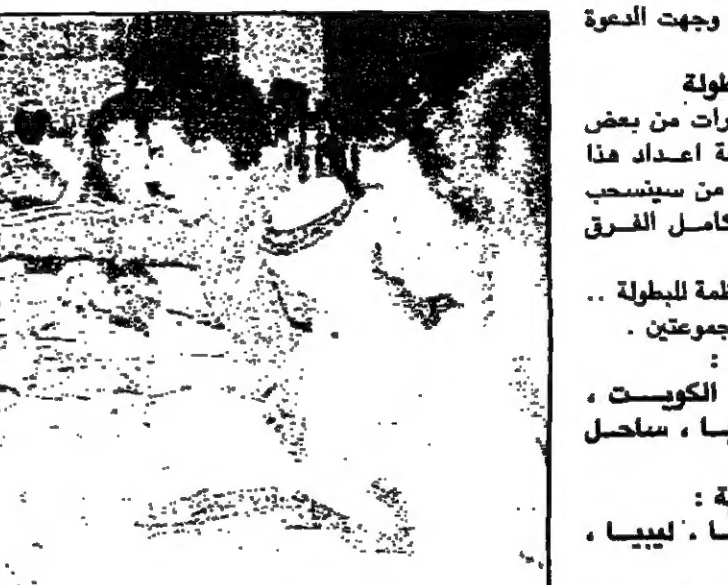 وجهت الدعوة
طولة
رات من بعض
ة اعداد هذا
من سينسحب
كامل الفرق
ظمة للبطولة ..
جموعتين .
:
الكويت ،
يا ، ساحل
ية :
ا ، ليبيا ،